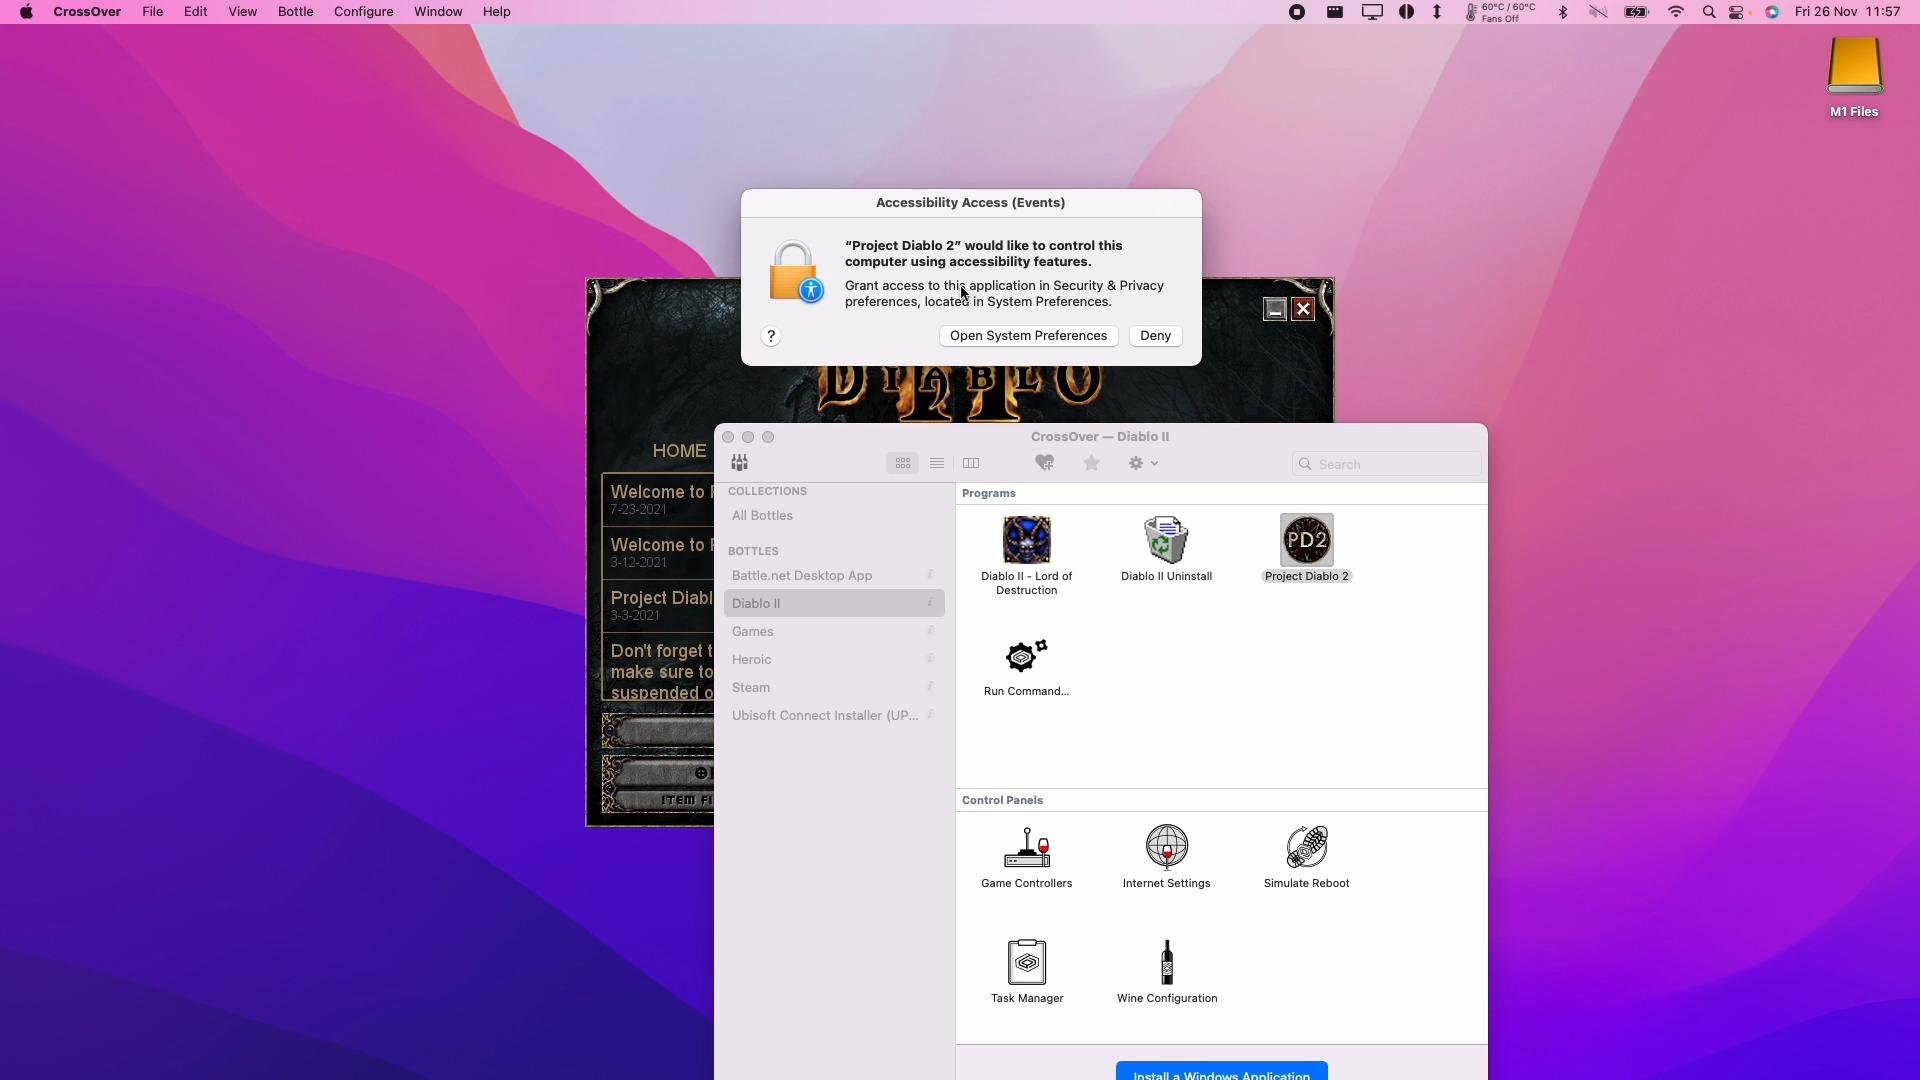 CrossOver File Edit View Bottle Configure Window Help
60°C / 60°C
Fans Off
Fri 26 Nov 11:57
M1 Files
Accessibility Access (Events)
“Project Diablo 2” would like to control this
computer using accessibility features.
Grant access to this application in Security & Privacy
preferences, located in System Preferences.
?
Open System Preferences
Deny
DIABLO
II
HOME
Welcome to
7-23-2021
Welcome to
3-12-2021
Project Diabl
3-3-2021
Don't forget t
make sure to
suspended o
ITEM FI
CrossOver — Diablo II
Search
COLLECTIONS
All Bottles
BOTTLES
Battle.net Desktop App
Diablo II
Games
Heroic
Steam
Ubisoft Connect Installer (UP...
Programs
PD2
Diablo II - Lord of
Destruction
Diablo II Uninstall
Project Diablo 2
Run Command...
Control Panels
Game Controllers
Internet Settings
Simulate Reboot
Task Manager
Wine Configuration
Install a Windows Application